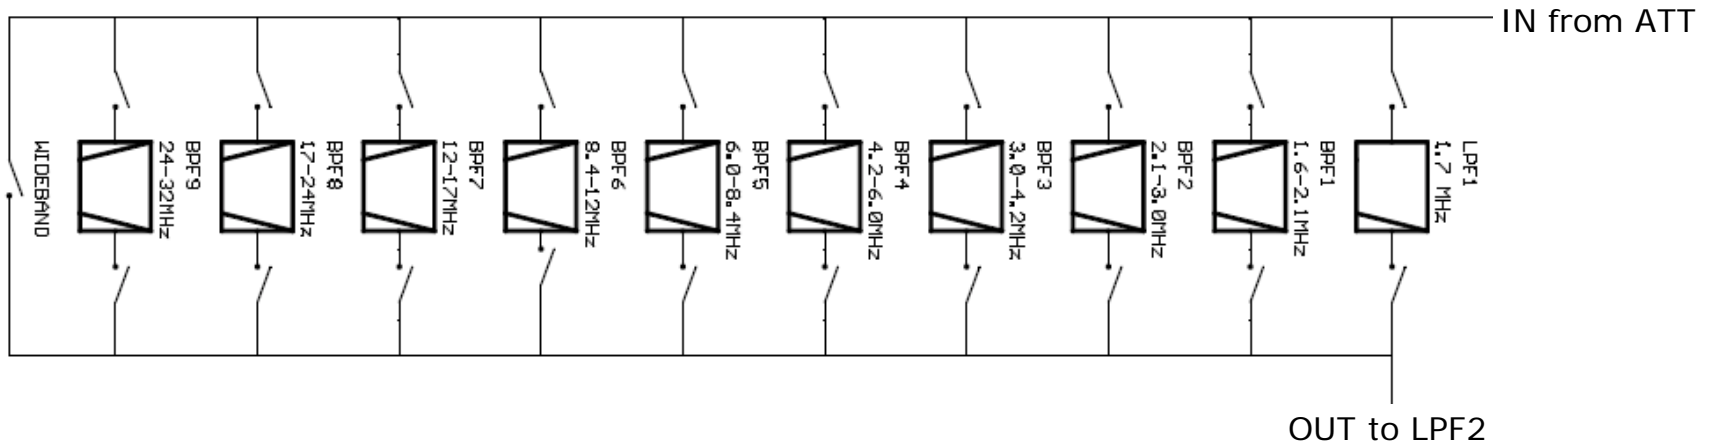 IN from ATT
WIDEBAND
BPF9
24-32MHz
BPF8
17-24MHz
BPF7
12-17MHz
BPF6
8.4-12MHz
BPF5
6.0-8.4MHz
BPF4
4.2-6.0MHz
BPF3
3.0-4.2MHz
BPF2
2.1-3.0MHz
BPF1
1.6-2.1MHz
LPF1
1.7 MHz
OUT to LPF2